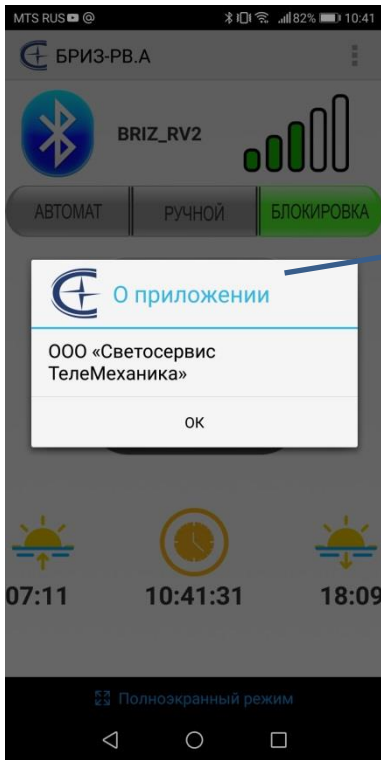 MTS RUS @ 82% 10:41
БРИЗ-РВ.А
BRIZ_RV2
АВТОМАТ РУЧНОЙ БЛОКИРОВКА
О приложении
ООО «Светосервис
ТелеМеханика»
ОК
07:11 10:41:31 18:09
Полноэкранный режим